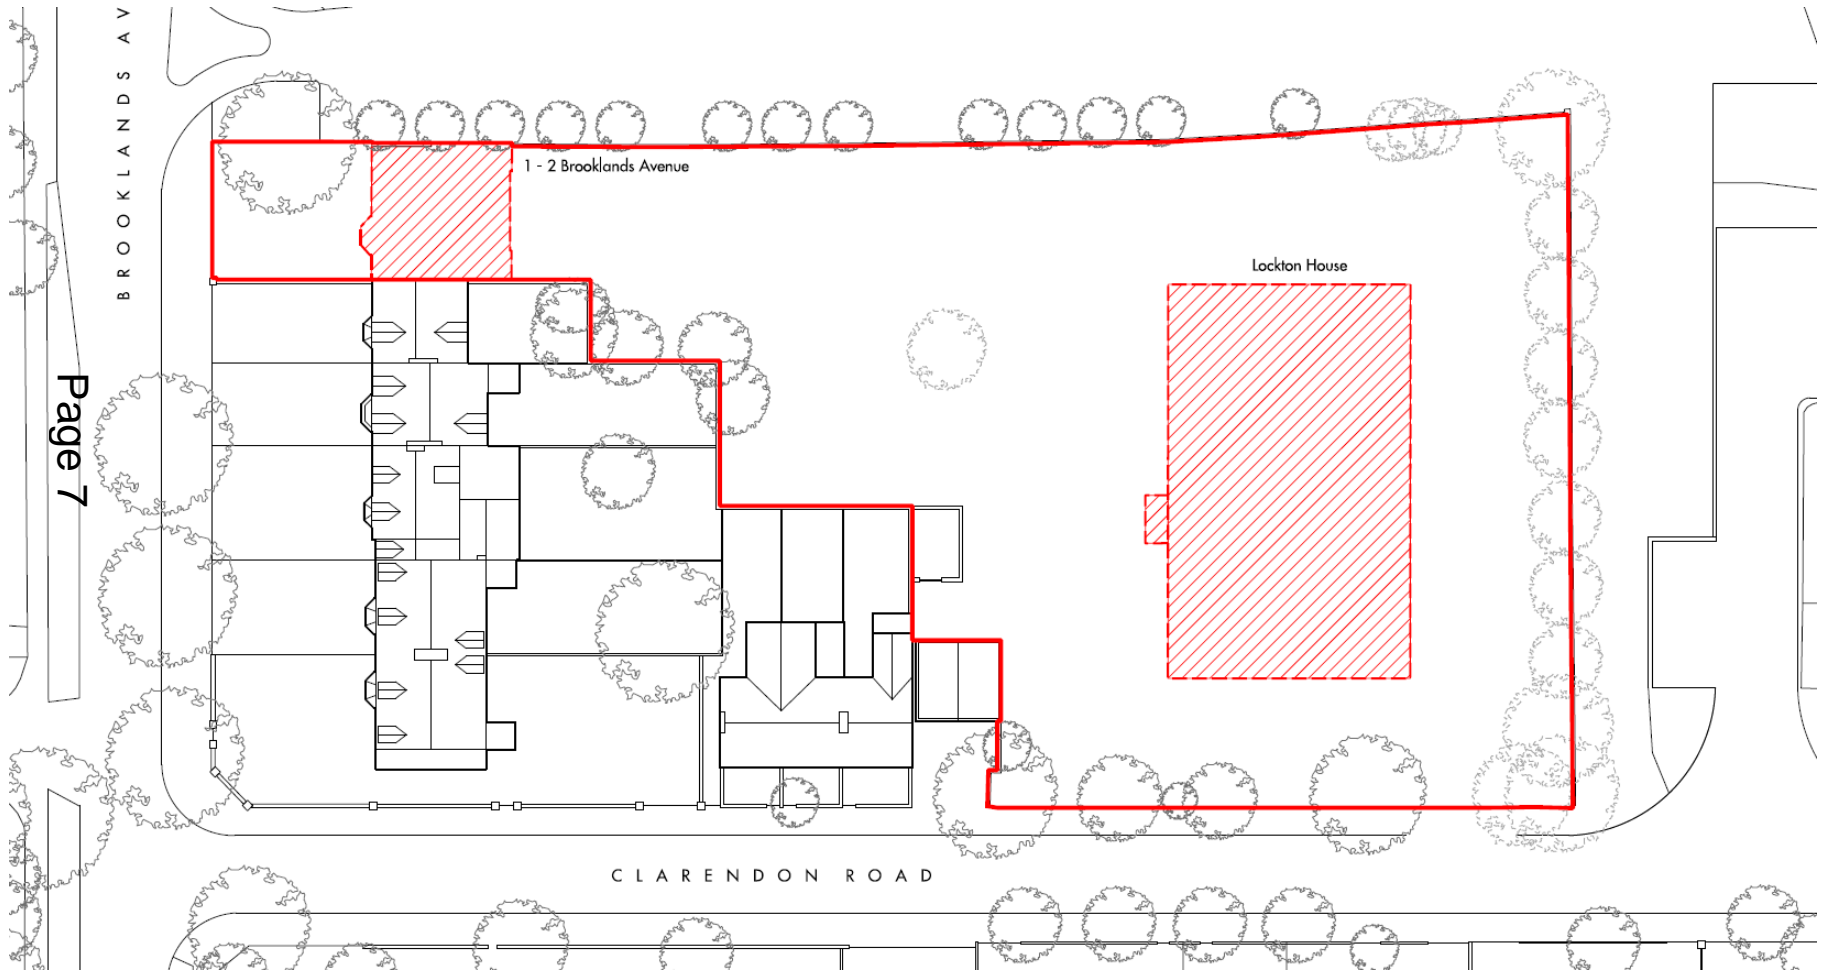 BROOKLANDS AV
1 - 2 Brooklands Avenue
Lockton House
Page 7
CLARENDON ROAD